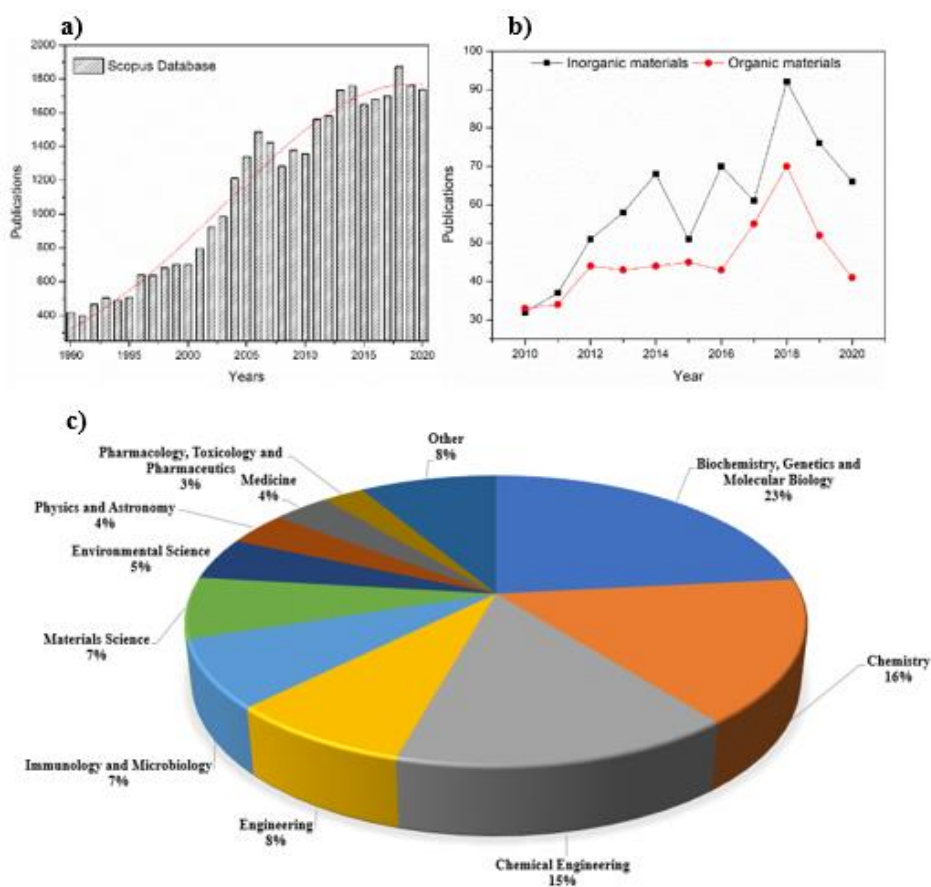 a)
2000
1800
1600
1400
1200
1000
800
600
400
Publications
Scopus Database
1990
1995
2000
2005
2010
2015
2020
Years
b)
100
90
80
70
60
50
40
30
Publications
Inorganic materials
Organic materials
2010
2012
2014
2016
2018
2020
Year
c)
Other
8%
Biochemistry, Genetics and
Molecular Biology
23%
Chemistry
16%
Chemical Engineering
15%
Engineering
8%
Immunology and Microbiology
7%
Materials Science
7%
Environmental Science
5%
Physics and Astronomy
4%
Medicine
4%
Pharmacology, Toxicology and
Pharmaceutics
3%